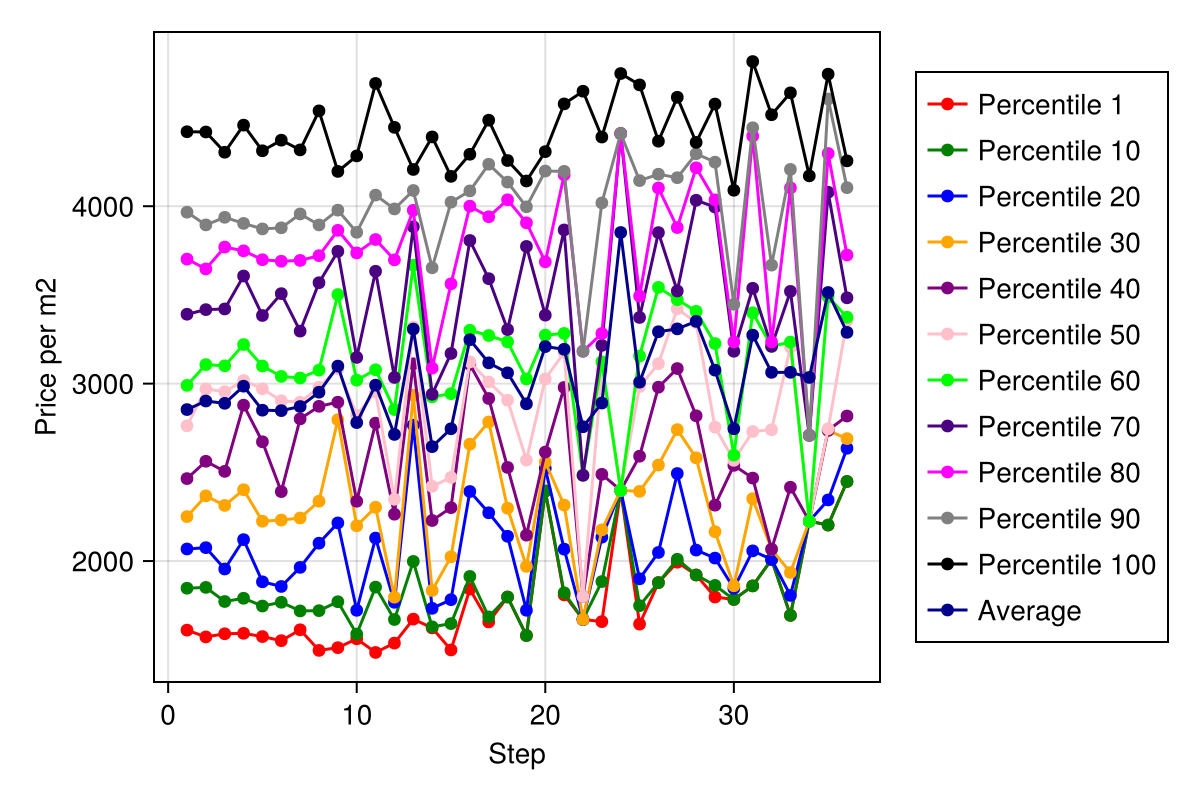 4000
3000
2000
0
10
20
30
Price per m2
Step
Percentile 1
Percentile 10
Percentile 20
Percentile 30
Percentile 40
Percentile 50
Percentile 60
Percentile 70
Percentile 80
Percentile 90
Percentile 100
Average